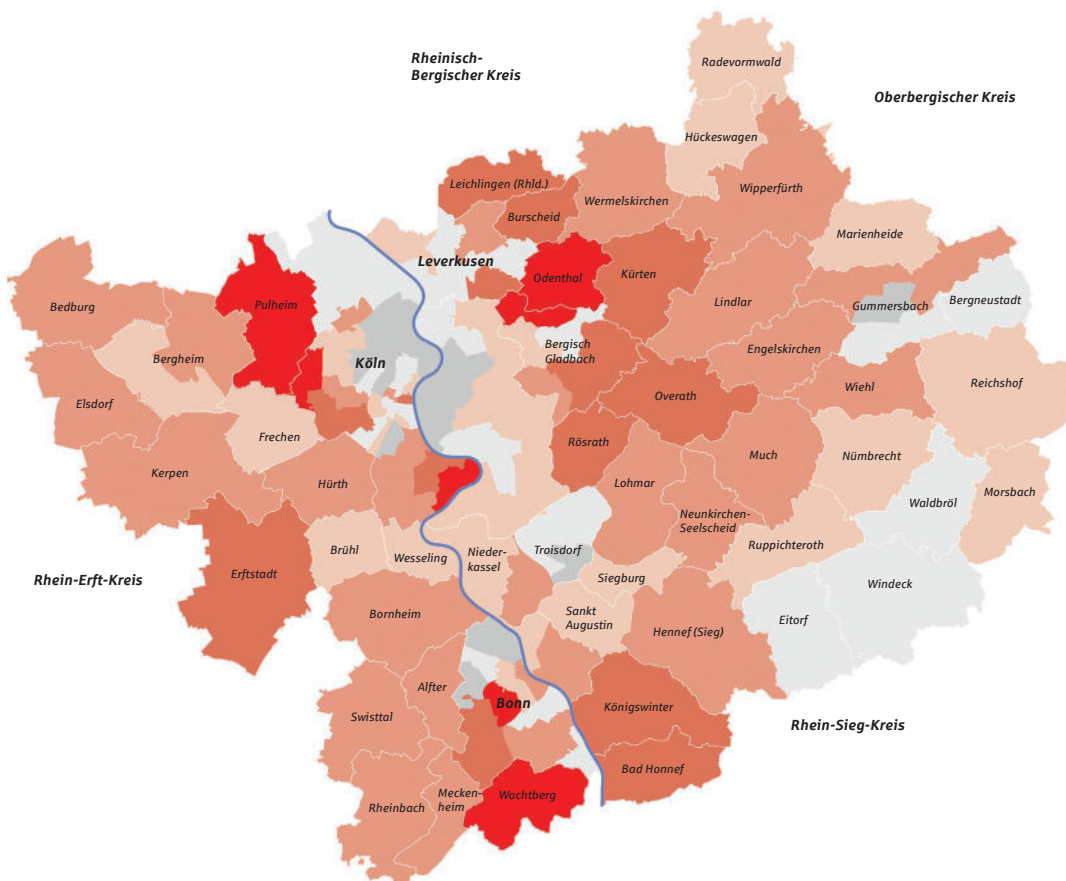 Rheinisch-
Bergischer Kreis
Radevormwald
Oberbergischer Kreis
Hückeswagen
Leichlingen (Rhld.)
Wermelskirchen
Wipperfürth
Burscheid
Marienheide
Leverkusen
Odenthal
Kürten
Lindlar
Bedburg
Pulheim
Gummersbach
Bergneustadt
Bergisch
Gladbach
Engelskirchen
Bergheim
Köln
Wiehl
Reichshof
Elsdorf
Overath
Frechen
Rösrath
Much
Nümbrecht
Kerpen
Hürth
Lohmar
Waldbröl
Morsbach
Neunkirchen-
Seelscheid
Brühl
Wesseling
Nieder-
kassel
Troisdorf
Ruppichteroth
Rhein-Erft-Kreis
Erftstadt
Siegburg
Windeck
Bornheim
Sankt
Augustin
Hennef (Sieg)
Eitorf
Alfter
Bonn
Königswinter
Swisttal
Rhein-Sieg-Kreis
Bad Honnef
Rheinbach
Mecken-
heim
Wachtberg